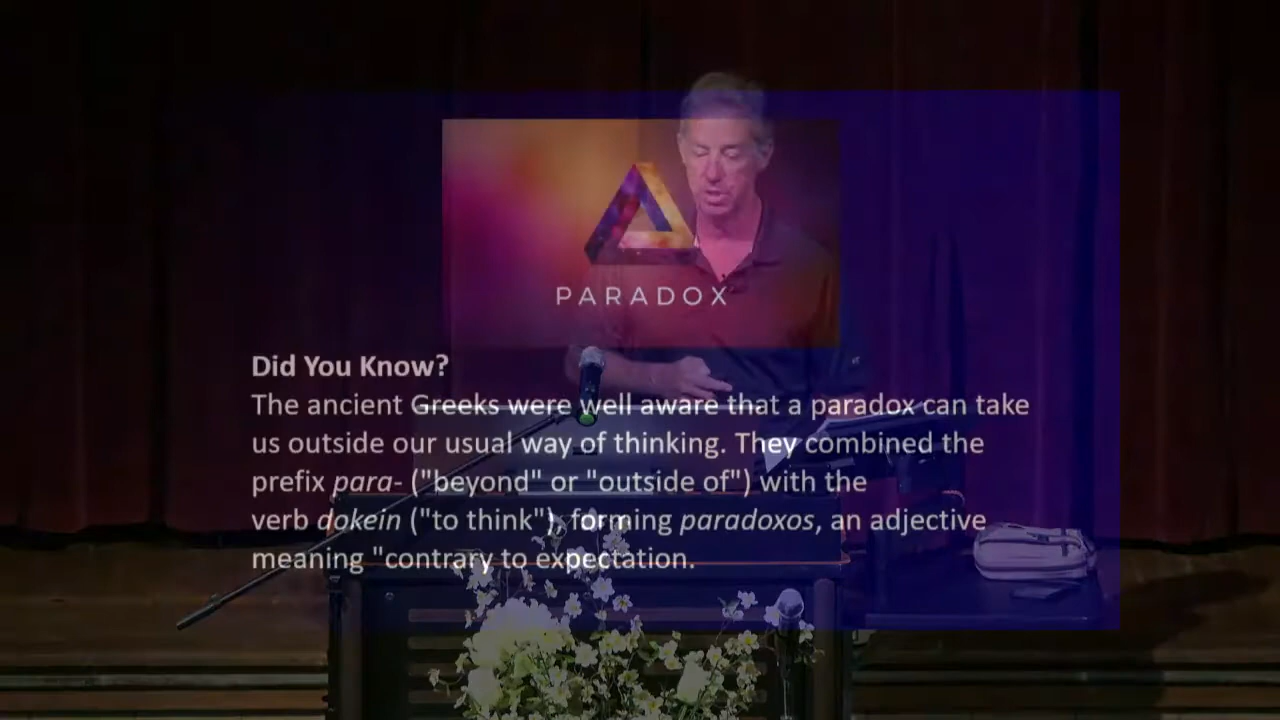 PARADOX
Did You Know?
The ancient Greeks were well aware that a paradox can take
us outside our usual way of thinking. They combined the
prefix para- ("beyond" or "outside of") with the
verb dokein ("to think"), forming paradoxos, an adjective
meaning "contrary to expectation.